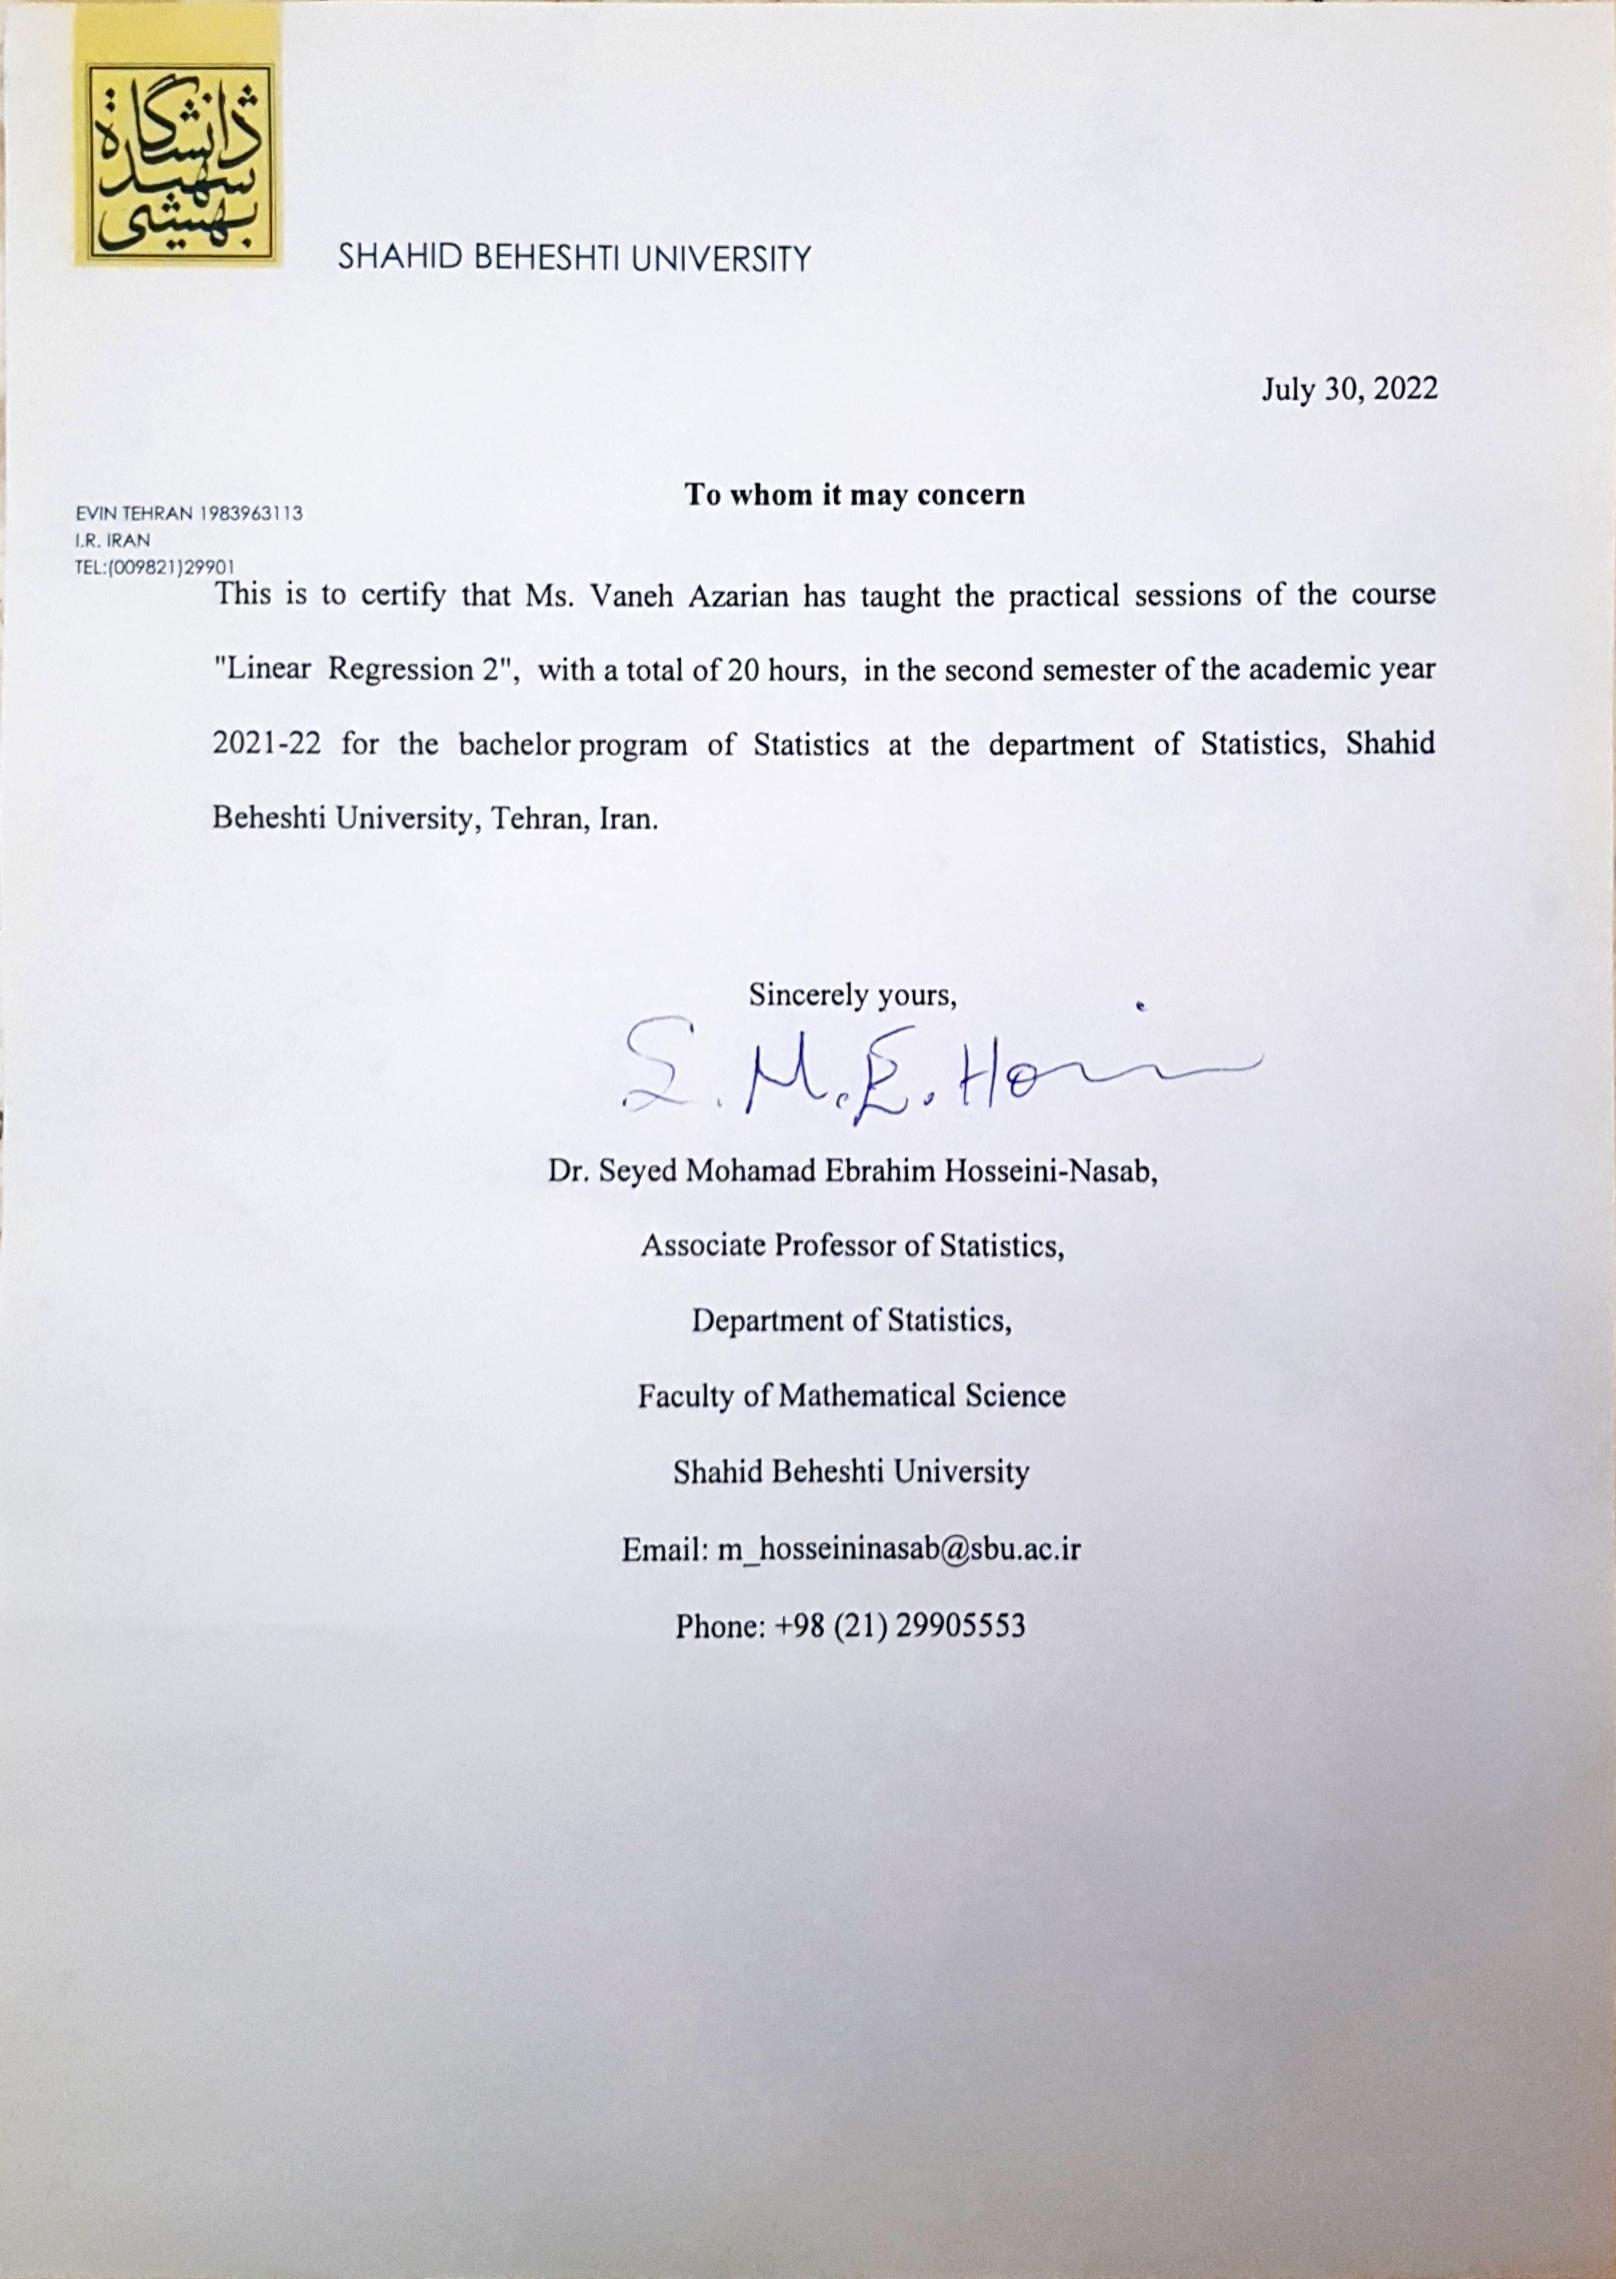 دانشگاه
شهید
بهشتی
SHAHID BEHESHTI UNIVERSITY
July 30, 2022
To whom it may concern
EVIN TEHRAN 1983963113
I.R. IRAN
TEL:(009821)29901
This is to certify that Ms. Vaneh Azarian has taught the practical sessions of the course
"Linear Regression 2", with a total of 20 hours, in the second semester of the academic year
2021-22 for the bachelor program of Statistics at the department of Statistics, Shahid
Beheshti University, Tehran, Iran.
Sincerely yours,
S. M. E. Hosseini
Dr. Seyed Mohamad Ebrahim Hosseini-Nasab,
Associate Professor of Statistics,
Department of Statistics,
Faculty of Mathematical Science
Shahid Beheshti University
Email: m_hosseininasab@sbu.ac.ir
Phone: +98 (21) 29905553